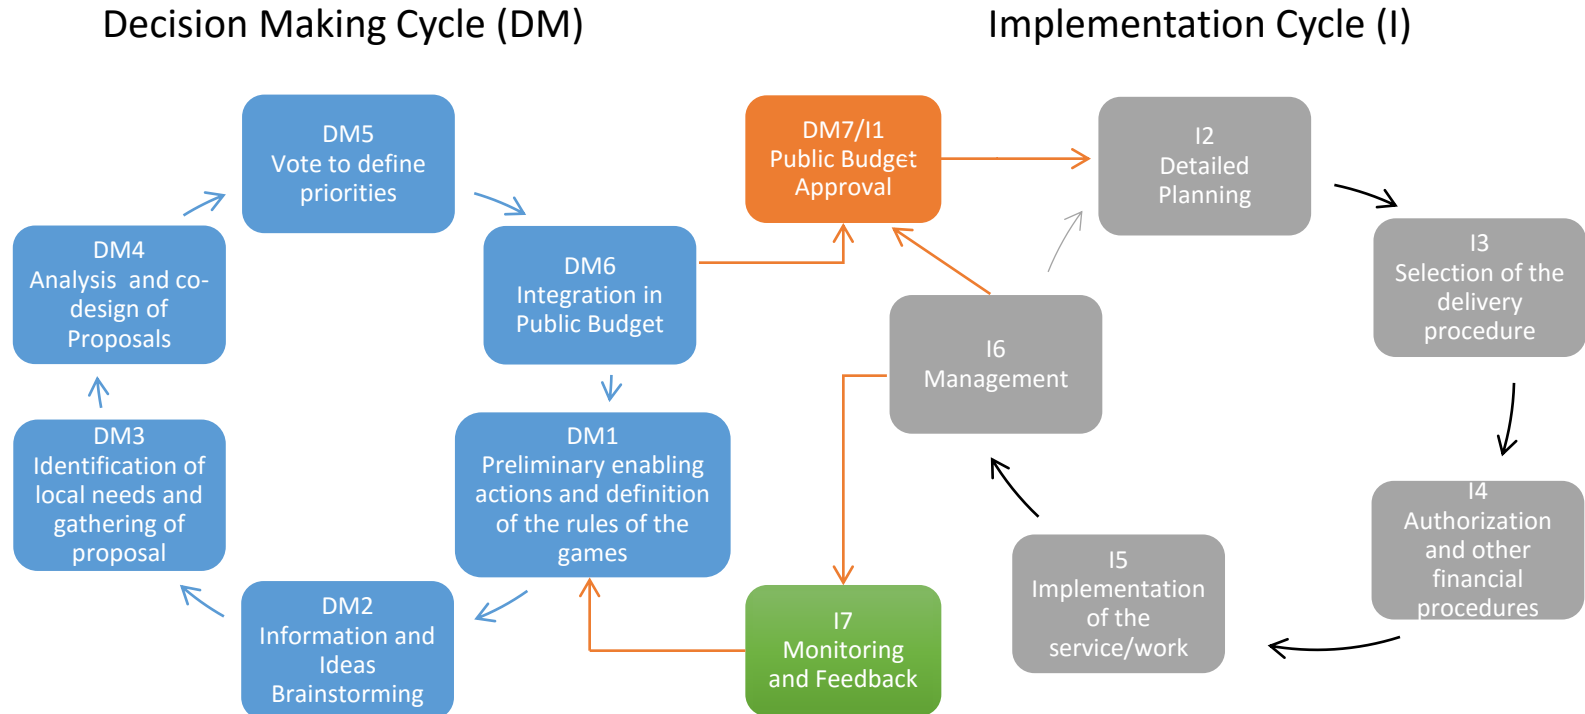 Decision Making Cycle (DM)
Implementation Cycle (I)
DM5
Vote to define
priorities
DM7/I1
Public Budget
Approval
I2
Detailed
Planning
DM4
Analysis  and co-
design of
Proposals
DM6
Integration in
Public Budget
I3
Selection of the
delivery
procedure
I6
Management
DM3
Identification of
local needs and
gathering of
proposal
DM1
Preliminary enabling
actions and definition
of the rules of the
games
I4
Authorization
and other
financial
procedures
I5
Implementation
of the
service/work
DM2
Information and
Ideas
Brainstorming
I7
Monitoring
and Feedback